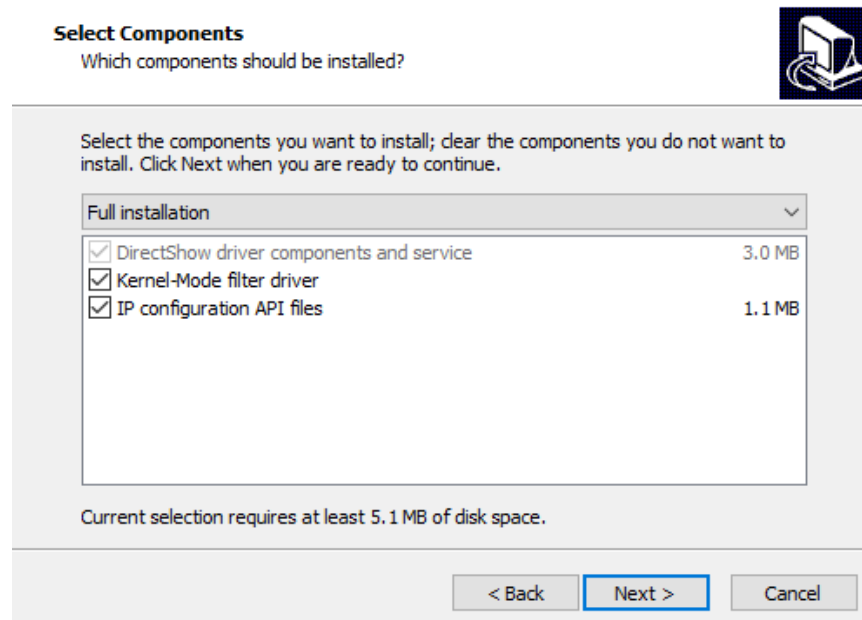 Select Components
Which components should be installed?
Select the components you want to install; clear the components you do not want to
install. Click Next when you are ready to continue.
Full installation
DirectShow driver components and service 3.0 MB
Kernel-Mode filter driver
IP configuration API files 1.1 MB
Current selection requires at least 5.1 MB of disk space.
< Back Next > Cancel